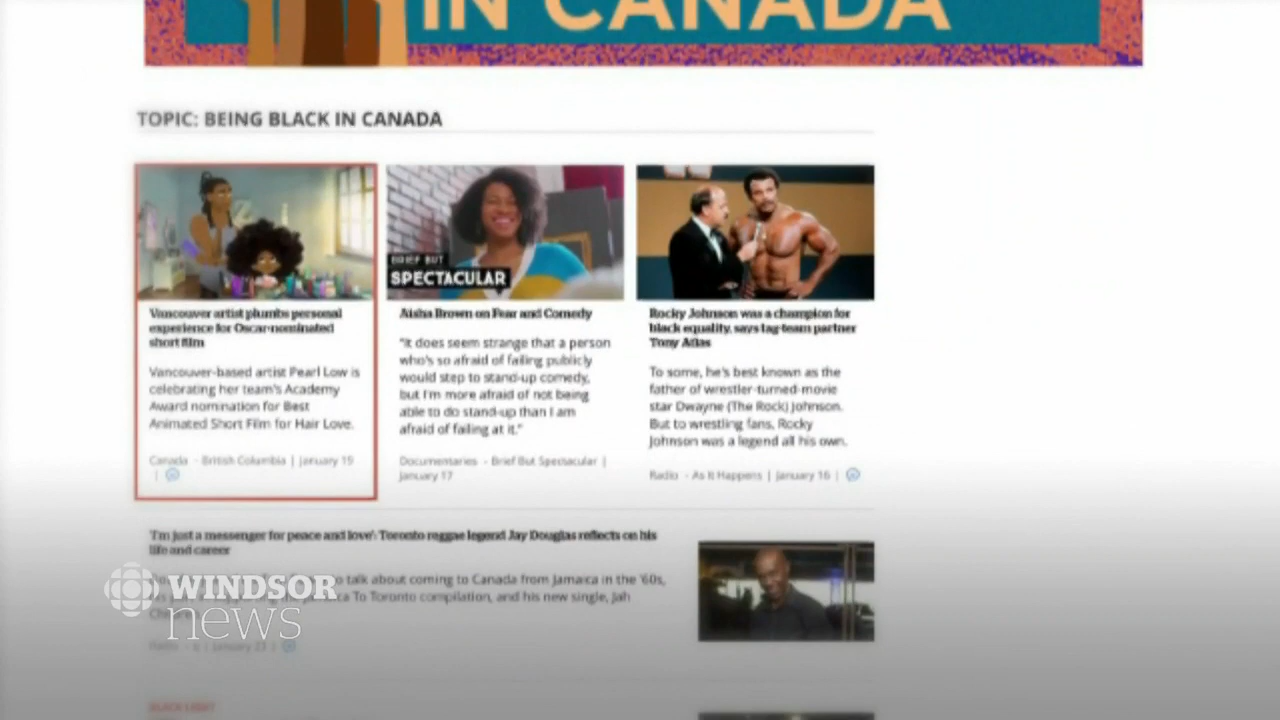 IN CANADA
TOPIC: BEING BLACK IN CANADA
BRIEF BUT
SPECTACULAR
Vancouver artist plumbs personal
experience for Oscar-nominated
short film
Vancouver-based artist Pearl Low is
celebrating her team's Academy
Award nomination for Best
Animated Short Film for Hair Love.
Canada - British Columbia | January 19
|
Aisha Brown on Fear and Comedy
"It does seem strange that a person
who's so afraid of failing publicly
would step to stand-up comedy,
but I'm more afraid of not being
able to do stand-up than I am
afraid of failing at it."
Documentaries - Brief But Spectacular |
January 17
Rocky Johnson was a champion for
black equality, says tag-team partner
Tony Atlas
To some, he's best known as the
father of wrestler-turned-movie
star Dwayne (The Rock) Johnson.
But to wrestling fans, Rocky
Johnson was a legend all his own.
Radio - As It Happens | January 16 |
'I'm just a messenger for peace and love': Toronto reggae legend Jay Douglas reflects on his
life and career
to talk about coming to Canada from Jamaica in the '60s,
To Toronto compilation, and his new single, Jah
Radio - q | January 23 |
WINDSOR
news
BLACK LIGHT